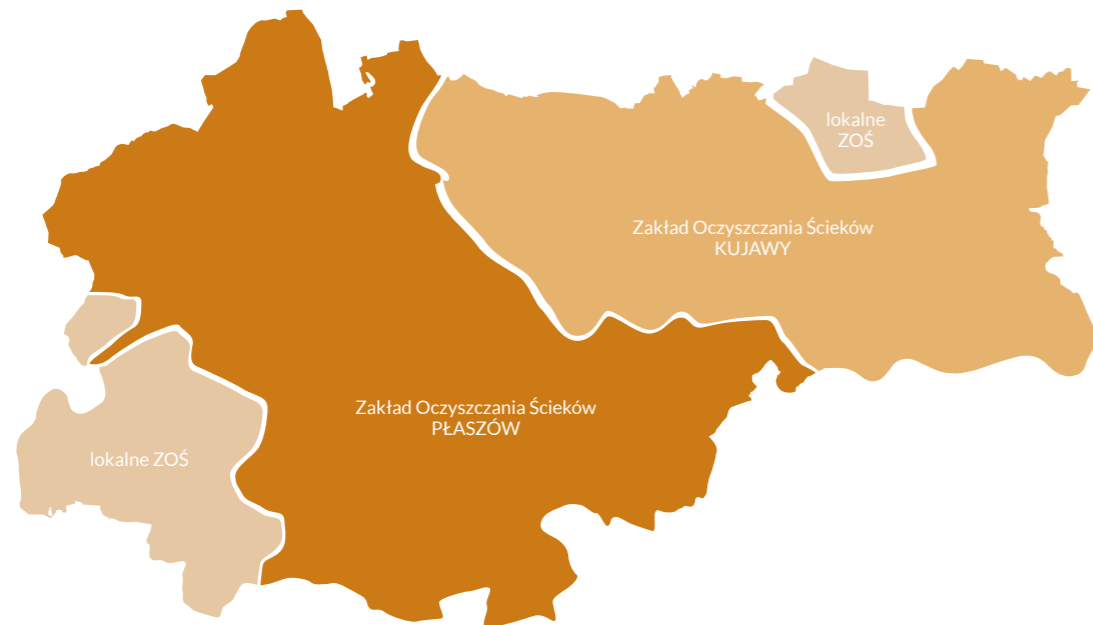 lokalne
ZOŚ
Zakład Oczyszczania Ścieków
KUJAWY
Zakład Oczyszczania Ścieków
PŁASZÓW
lokalne ZOŚ